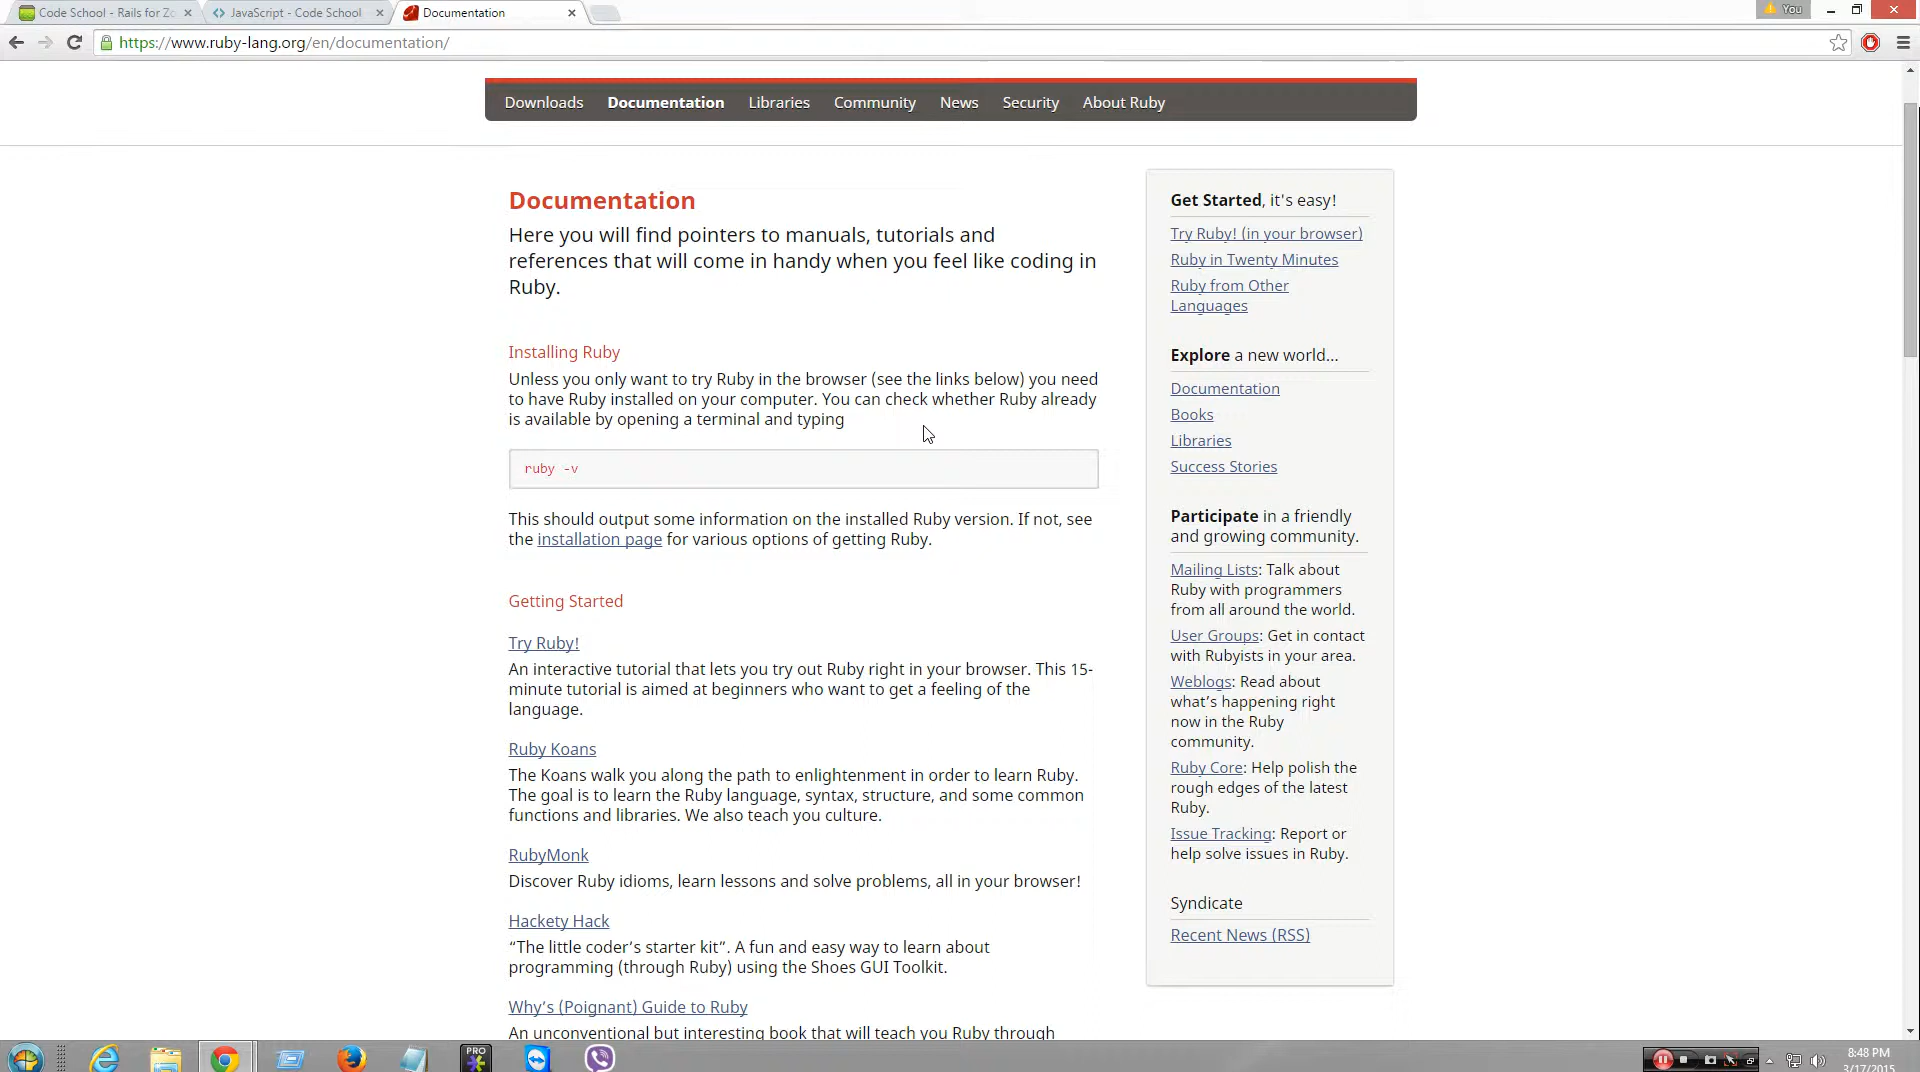 Code School - Rails for Zo
JavaScript - Code School
Documentation
You
https://www.ruby-lang.org/en/documentation/
Downloads Documentation Libraries Community News Security About Ruby
Documentation
Here you will find pointers to manuals, tutorials and
references that will come in handy when you feel like coding in
Ruby.
Installing Ruby
Unless you only want to try Ruby in the browser (see the links below) you need
to have Ruby installed on your computer. You can check whether Ruby already
is available by opening a terminal and typing
ruby -v
This should output some information on the installed Ruby version. If not, see
the installation page for various options of getting Ruby.
Getting Started
Try Ruby!
An interactive tutorial that lets you try out Ruby right in your browser. This 15-
minute tutorial is aimed at beginners who want to get a feeling of the
language.
Ruby Koans
The Koans walk you along the path to enlightenment in order to learn Ruby.
The goal is to learn the Ruby language, syntax, structure, and some common
functions and libraries. We also teach you culture.
RubyMonk
Discover Ruby idioms, learn lessons and solve problems, all in your browser!
Hackety Hack
“The little coder’s starter kit”. A fun and easy way to learn about
programming (through Ruby) using the Shoes GUI Toolkit.
Why’s (Poignant) Guide to Ruby
An unconventional but interesting book that will teach you Ruby through
Get Started, it's easy!
Try Ruby! (in your browser)
Ruby in Twenty Minutes
Ruby from Other
Languages
Explore a new world...
Documentation
Books
Libraries
Success Stories
Participate in a friendly
and growing community.
Mailing Lists: Talk about
Ruby with programmers
from all around the world.
User Groups: Get in contact
with Rubyists in your area.
Weblogs: Read about
what’s happening right
now in the Ruby
community.
Ruby Core: Help polish the
rough edges of the latest
Ruby.
Issue Tracking: Report or
help solve issues in Ruby.
Syndicate
Recent News (RSS)
PRO
8:48 PM
3/17/2015